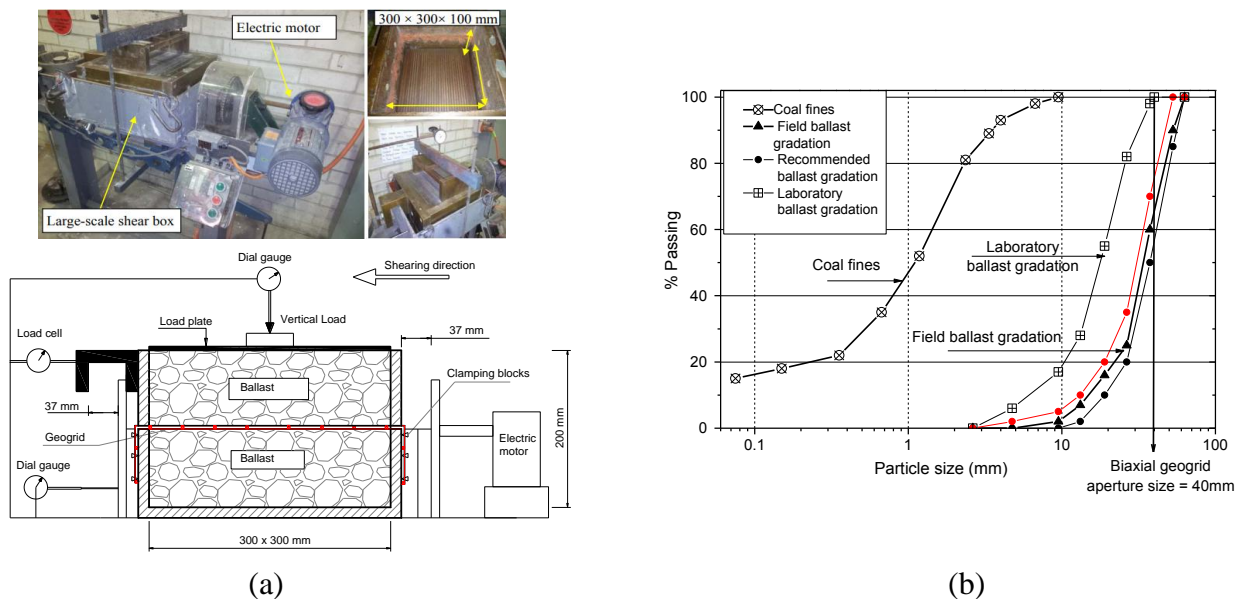 Electric motor
300 × 300× 100 mm
Large-scale shear box
Dial gauge
Shearing direction
Load plate
Vertical Load
Load cell
37 mm
Clamping blocks
Ballast
37 mm
Geogrid
Ballast
Electric
motor
200 mm
Dial gauge
300 x 300 mm
(a)
100
80
60
40
20
0
% Passing
Coal fines
Field ballast
gradation
Recommended
ballast gradation
Laboratory
ballast gradation
Laboratory
ballast gradation
Coal fines
Field ballast gradation
0.1
1
10
100
Particle size (mm)
Biaxial geogrid
aperture size = 40mm
(b)